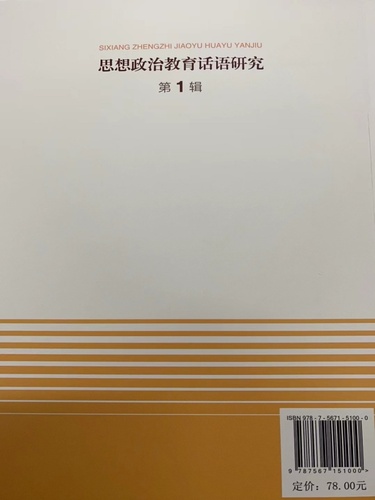 SIXIANG ZHENGZHI JIAOYU HUAYU YANJIU
思想政治教育话语研究
第1辑
ISBN 978-7-5671-5100-0
9 787567 151000 >
定价：78.00元